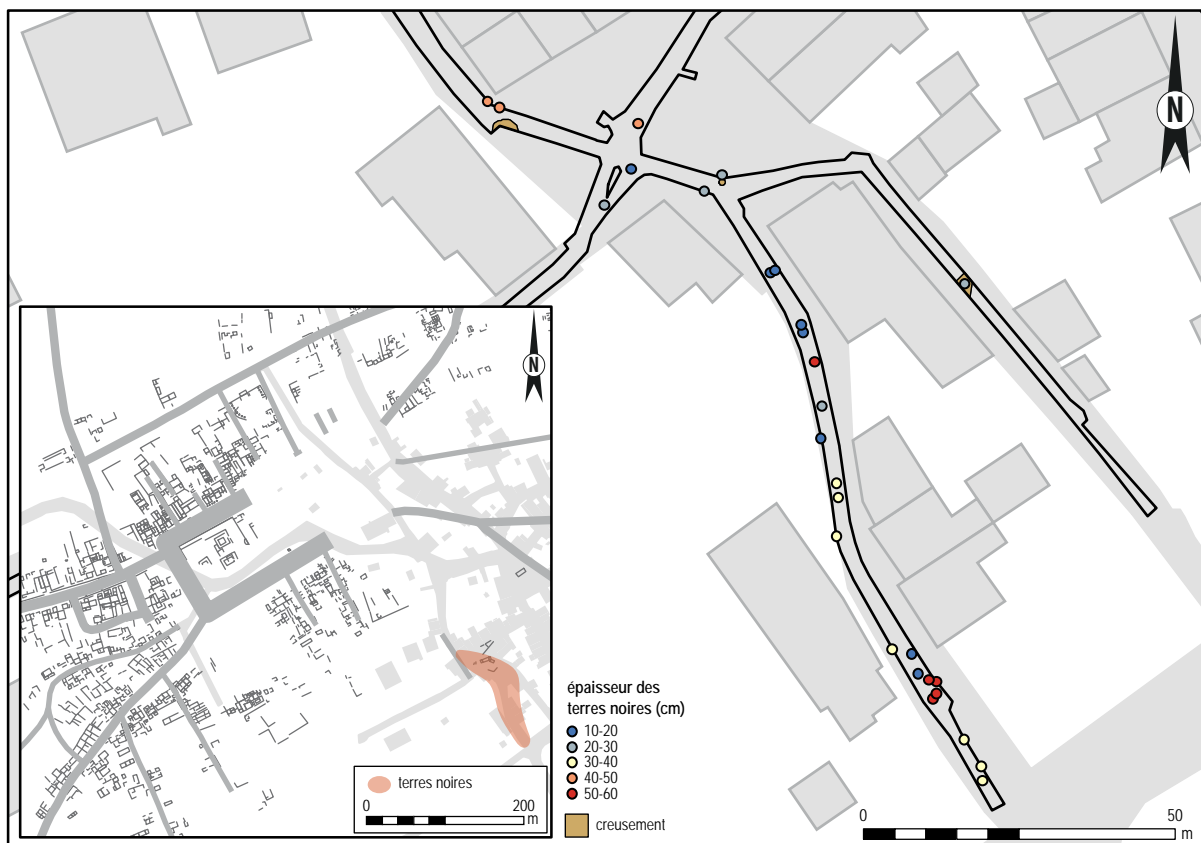 N
N
épaisseur des
terres noires (cm)
10-20
20-30
30-40
40-50
50-60
creusement
terres noires
0 200
m
0 50
m